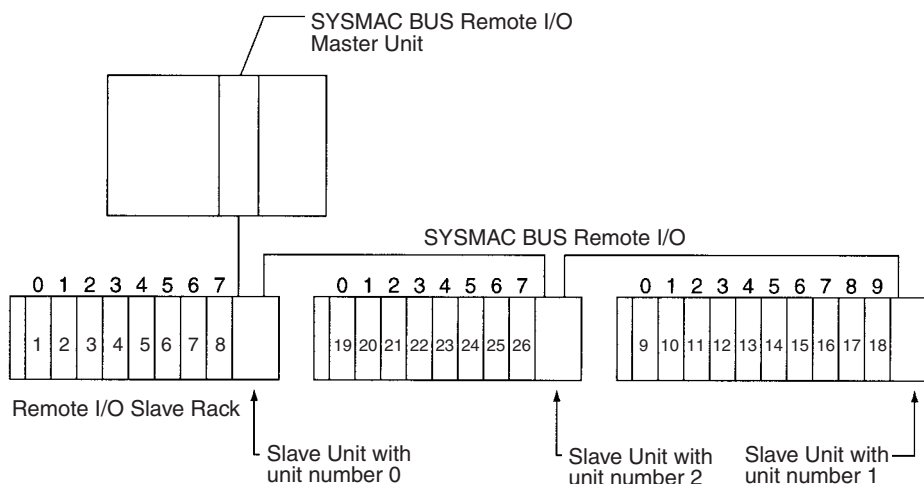 SYSMAC BUS Remote I/O
Master Unit
SYSMAC BUS Remote I/O
0 1 2 3 4 5 6 7
0 1 2 3 4 5 6 7
0 1 2 3 4 5 6 7 8 9
1 2 3 4 5 6 7 8
19 20 21 22 23 24 25 26
9 10 11 12 13 14 15 16 17 18
Remote I/O Slave Rack
Slave Unit with
unit number 0
Slave Unit with
unit number 2
Slave Unit with
unit number 1